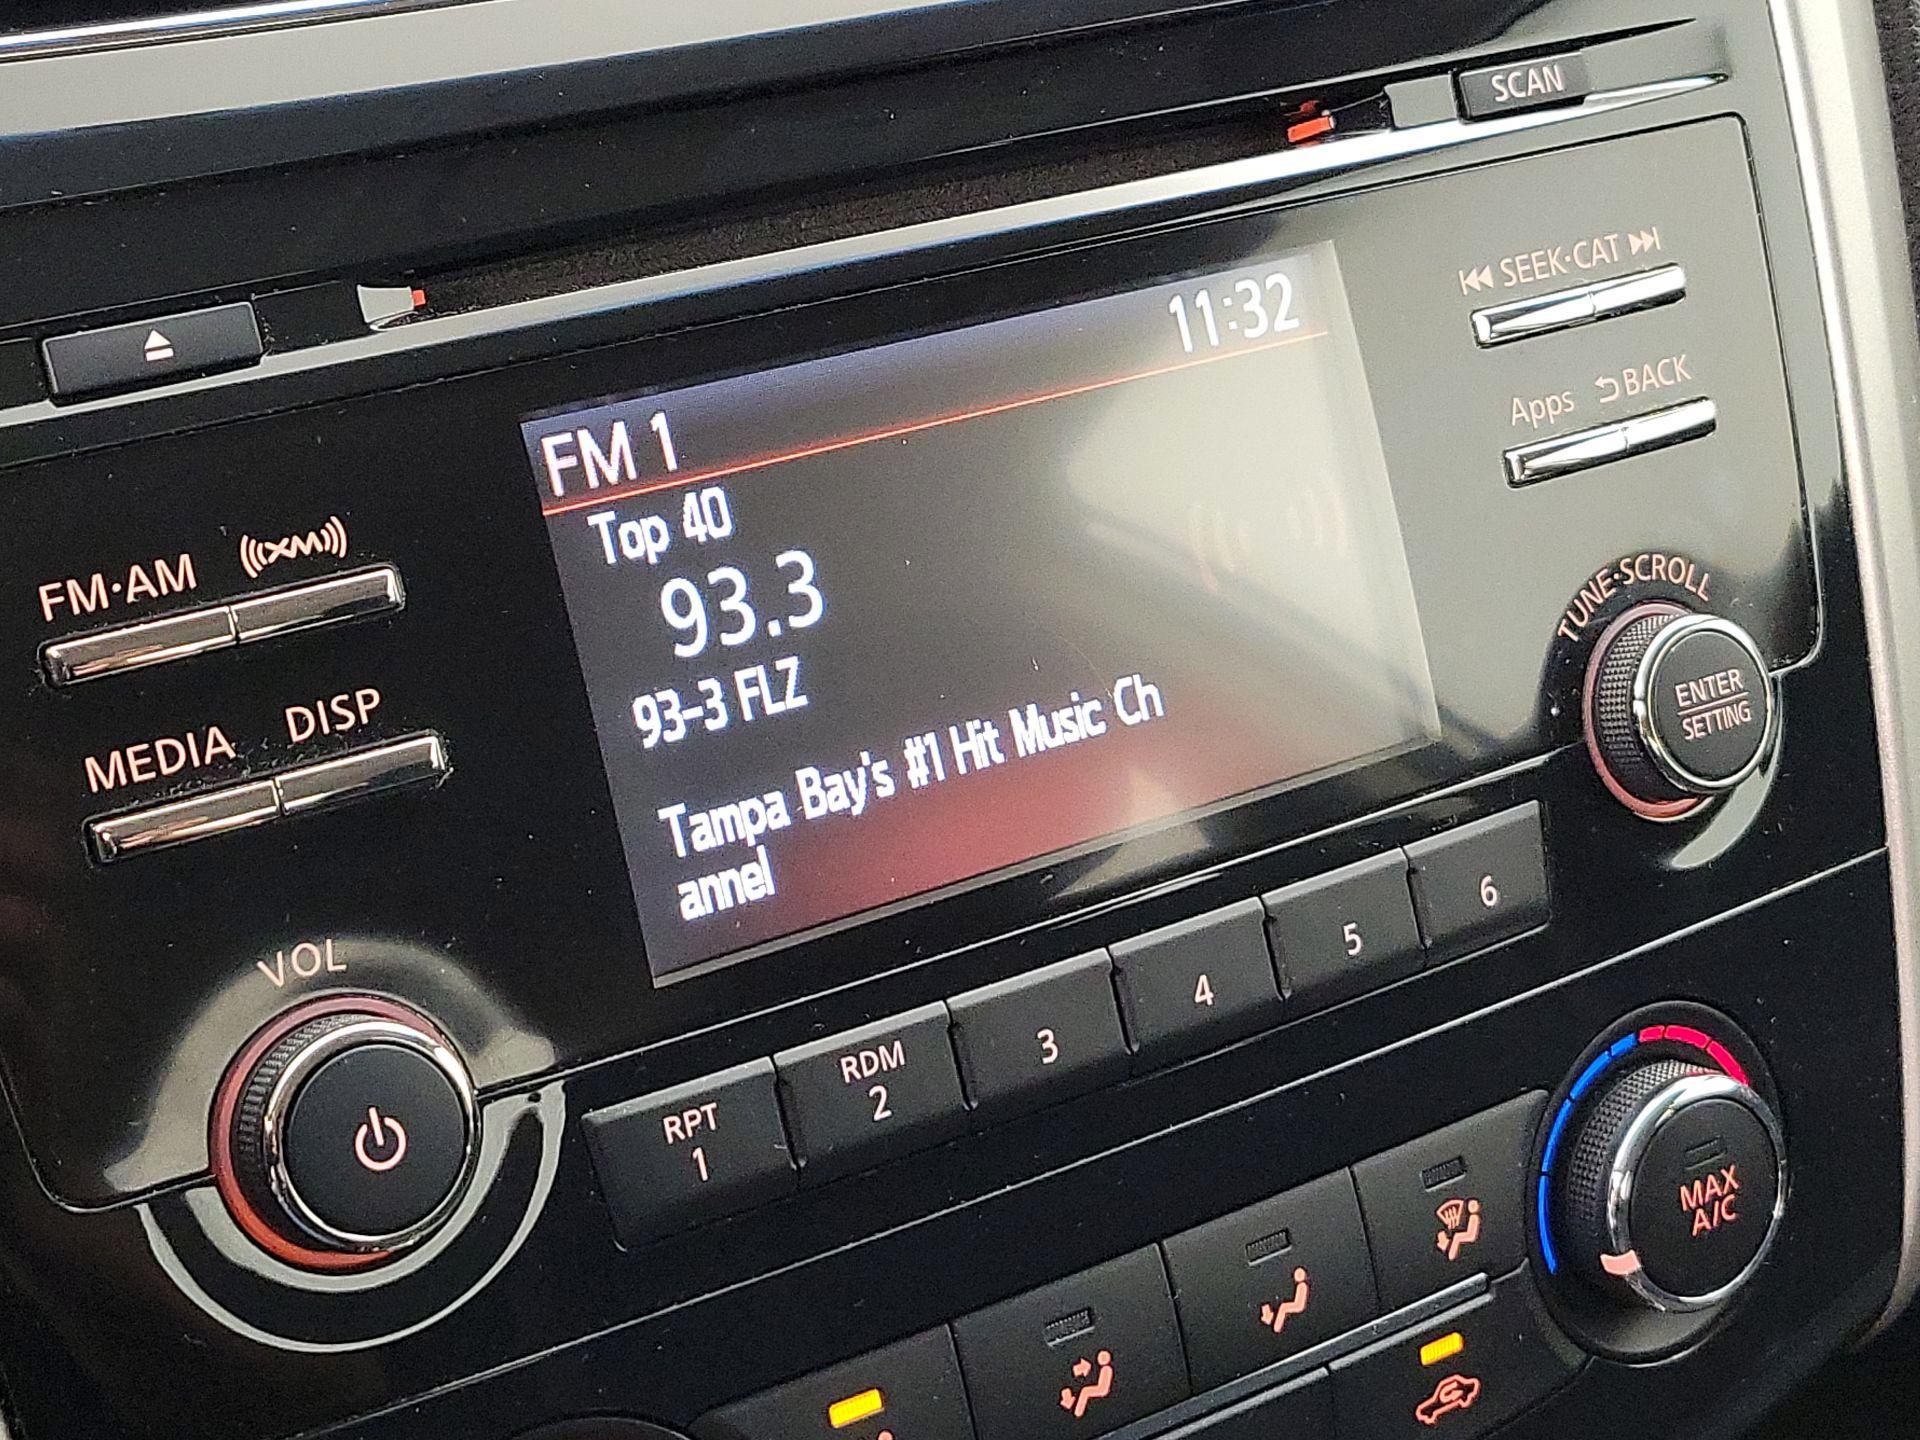 SCAN
SEEK·CAT
11:32
Apps BACK
FM 1
Top 40
93.3
93-3 FLZ
Tampa Bay's #1 Hit Music Ch
annel
FM·AM XM
MEDIA DISP
TUNE·SCROLL
ENTER
SETTING
VOL
RPT
1
RDM
2
3
4
5
6
MAX
A/C